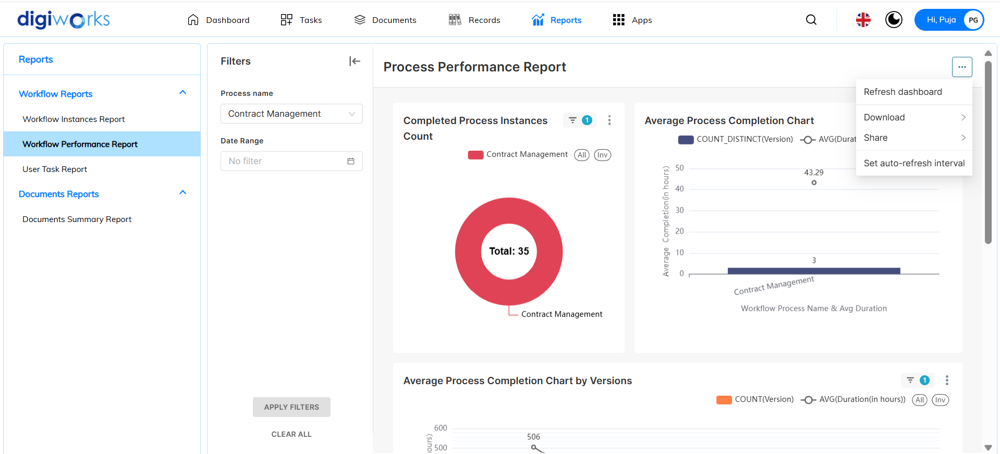 digiworks
Dashboard
Tasks
Documents
Records
Reports
Apps
Hi, Puja
PG
Reports
Workflow Reports
Workflow Instances Report
Workflow Performance Report
User Task Report
Documents Reports
Documents Summary Report
Filters
Process name
Contract Management
Date Range
No filter
APPLY FILTERS
CLEAR ALL
Process Performance Report
...
Refresh dashboard
Download
Share
Set auto-refresh interval
Completed Process Instances
Count
1
Contract Management All Inv
Total: 35
Contract Management
Average Process Completion Chart
COUNT_DISTINCT(Version) AVG(Durat
Average Completion(in hours)
50
40
30
20
10
0
43.29
3
Contract Management
Workflow Process Name & Avg Duration
Average Process Completion Chart by Versions
1
COUNT(Version) AVG(Duration(in hours)) All Inv
600
500
ours)
506